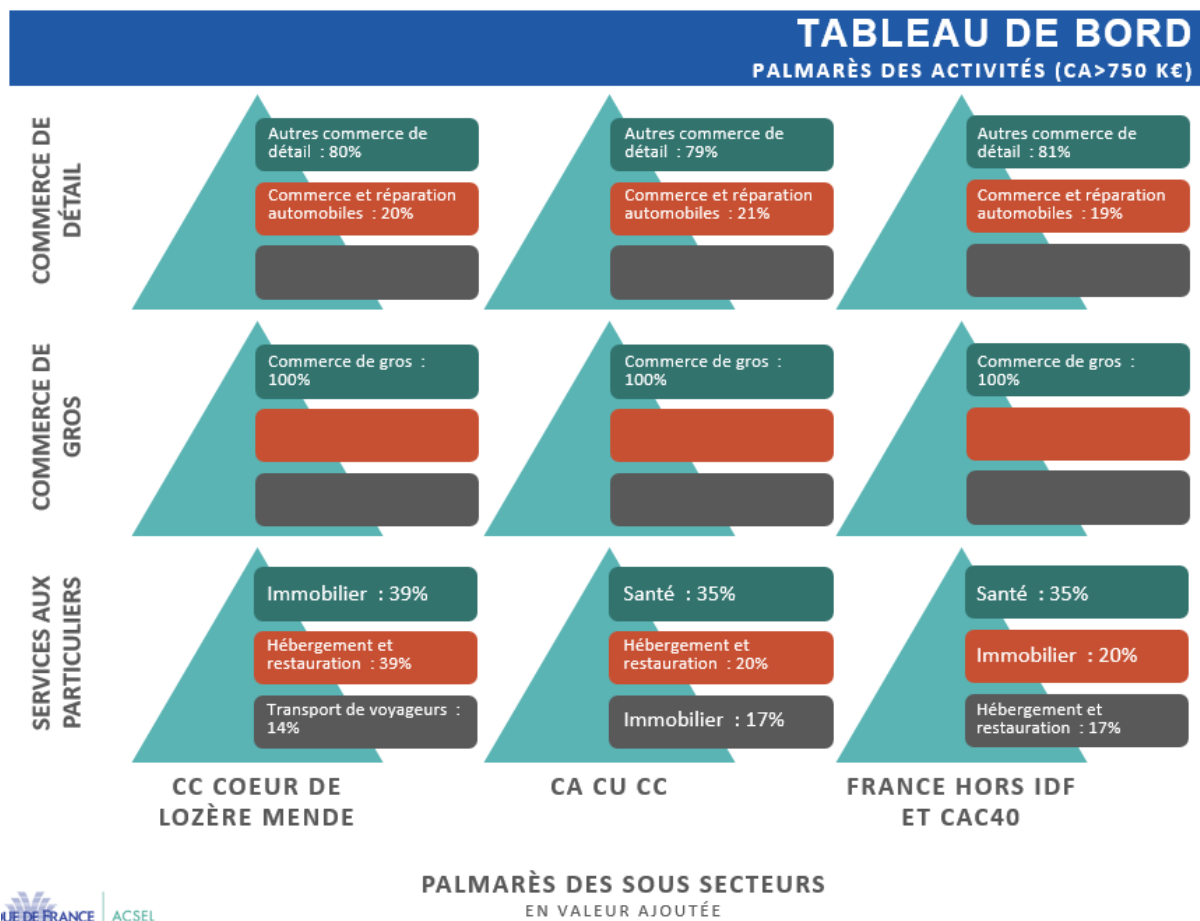 TABLEAU DE BORD
PALMARÈS DES ACTIVITÉS (CA>750 K€)
COMMERCE DE
DÉTAIL
Autres commerce de
détail : 80%
Commerce et réparation
automobiles : 20%
Autres commerce de
détail : 79%
Commerce et réparation
automobiles : 21%
Autres commerce de
détail : 81%
Commerce et réparation
automobiles : 19%
COMMERCE DE
GROS
Commerce de gros :
100%
Commerce de gros :
100%
Commerce de gros :
100%
SERVICES AUX
PARTICULIERS
Immobilier : 39%
Hébergement et
restauration : 39%
Transport de voyageurs :
14%
Santé : 35%
Hébergement et
restauration : 20%
Immobilier : 17%
Santé : 35%
Immobilier : 20%
Hébergement et
restauration : 17%
CC COEUR DE
LOZÈRE MENDE
CA CU CC
FRANCE HORS IDF
ET CAC40
PALMARÈS DES SOUS SECTEURS
EN VALEUR AJOUTÉE
DE FRANCE
ACSEL